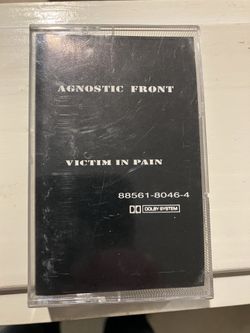 AGNOSTIC FRONT
VICTIM IN PAIN
88561-8046-4
DOLBY SYSTEM